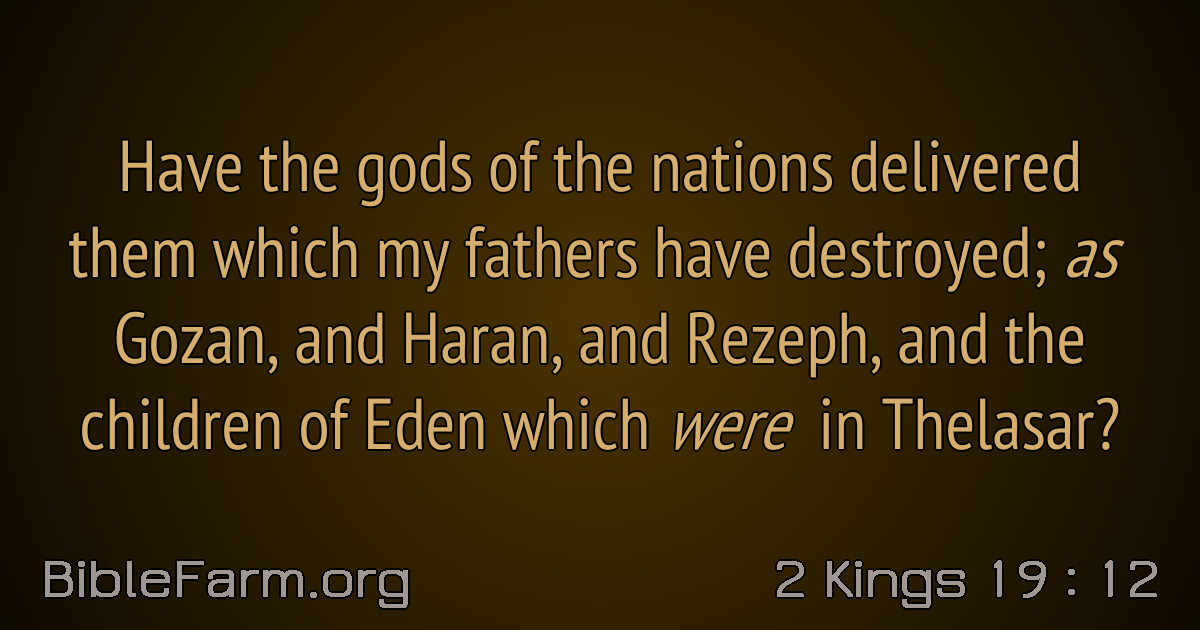 Have the gods of the nations delivered
them which my fathers have destroyed; as
Gozan, and Haran, and Rezeph, and the
children of Eden which were in Thelasar?
BibleFarm.org
2 Kings 19 : 12